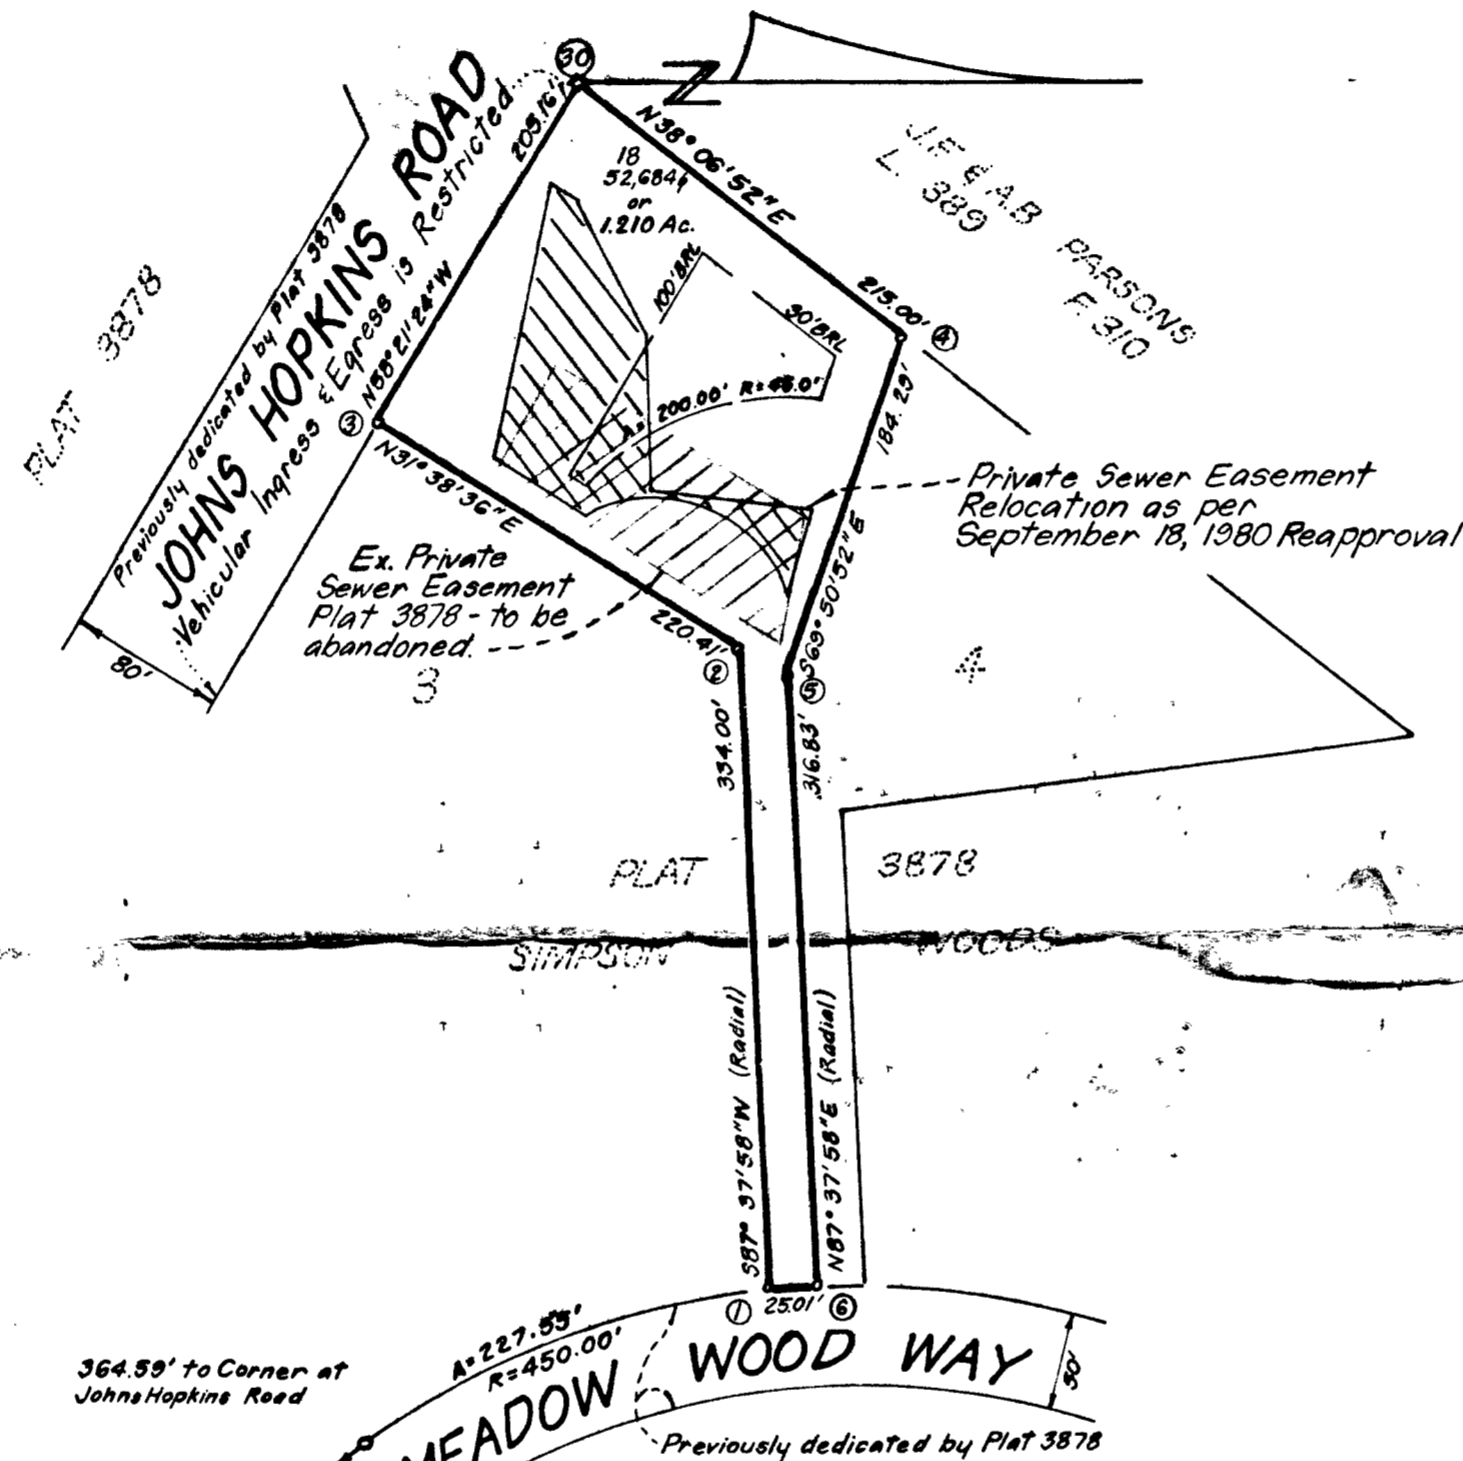 30
N
N38° 06' 52" E
215.00'
4
J.F. & A.B. PARSONS
L. 389
F. 310
205.16'
N58° 21' 24" W
3
18
52,684
or
1.210 Ac.
100' BRL
30' BRL
A= 200.00' R=
JOHNS HOPKINS ROAD
Previously dedicated by Plat 3878
Vehicular Ingress & Egress is Restricted
PLAT 3878
80'
N31° 38' 36" E
220.41'
2
184.29'
S69° 50' 52" E
5
Private Sewer Easement
Relocation as per
September 18, 1980 Reapproval
Ex. Private
Sewer Easement
Plat 3878 - to be
abandoned.
3
4
334.00'
316.83'
PLAT 3878
SIMPSON WOODS
S87° 37' 58" W (Radial)
N87° 37' 58" E (Radial)
1
25.01'
6
A=227.55'
R=450.00'
364.59' to Corner at
Johns Hopkins Road
MEADOW WOOD WAY
50'
Previously dedicated by Plat 3878